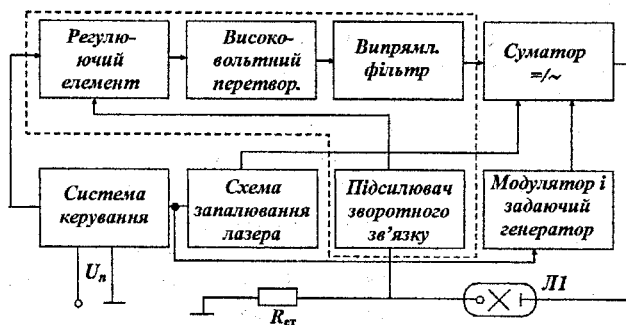 Регулю-
ючий
елемент
Високо-
вольтний
перетвор.
Випрямл.
фільтр
Суматор
=/~
Система
керування
Схема
запалювання
лазера
Підсилювач
зворотного
зв’язку
Модулятор і
задаючий
генератор
Uп
Rет
Л1